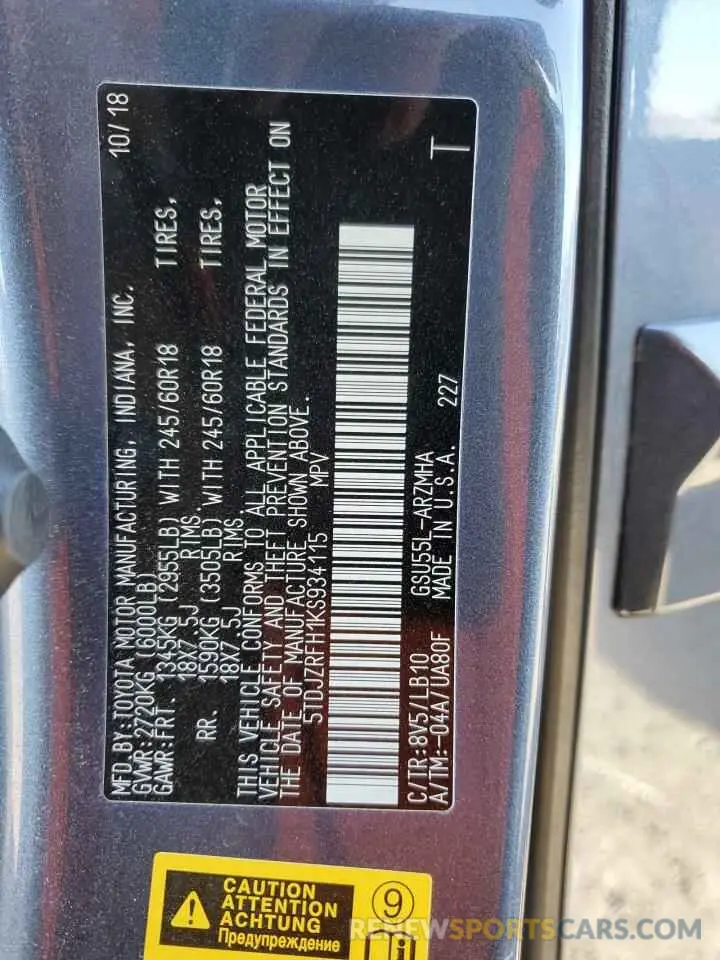 MFD.BY:TOYOTA MOTOR MANUFACTURING, INDIANA, INC. 10/18
GVWR:2720KG(6000LB)
GAWR:FRT. 1345KG (2955LB) WITH 245/60R18 TIRES,
18X7.5J RIMS.
RR. 1590KG (3505LB) WITH 245/60R18 TIRES,
18X7.5J RIMS.
THIS VEHICLE CONFORMS TO ALL APPLICABLE FEDERAL MOTOR
VEHICLE SAFETY AND THEFT PREVENTION STANDARDS IN EFFECT ON
THE DATE OF MANUFACTURE SHOWN ABOVE.
5TDJZRFH1KS934115 MPV
C/TR:8V5/LB10 GSU55L-ARZMHA T
A/TM:-04A/UA80F MADE IN U.S.A. 227
CAUTION
ATTENTION
ACHTUNG
Предупреждение
9
RENEWSPORTSCARS.COM